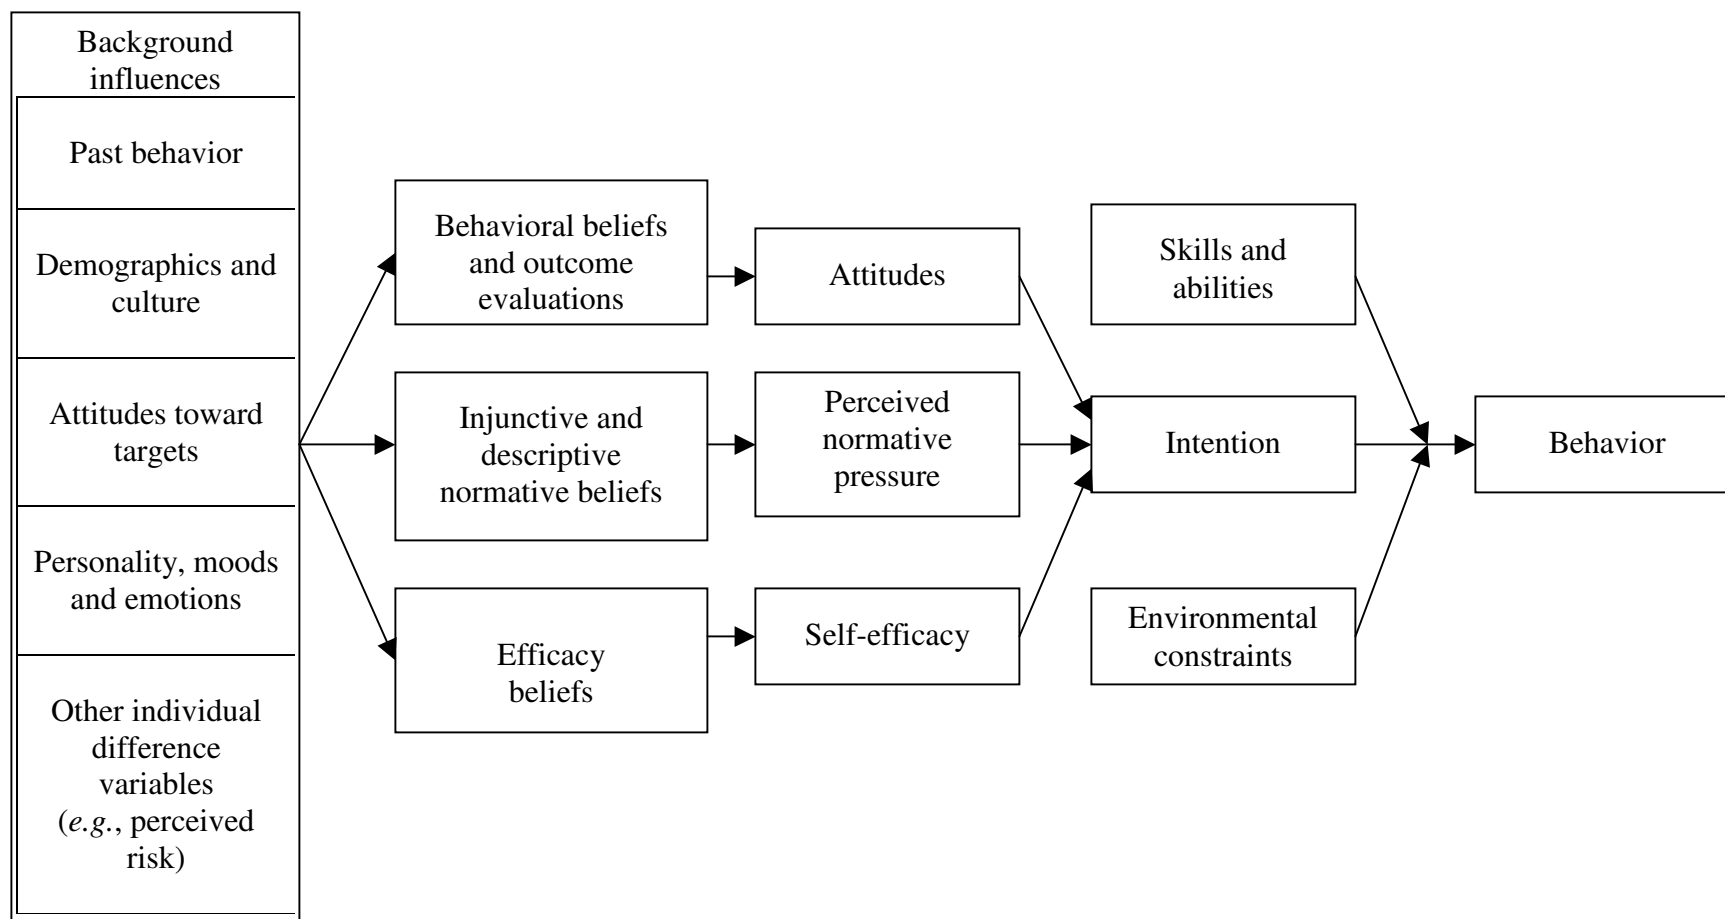 Background
influences
Past behavior
Demographics and
culture
Attitudes toward
targets
Personality, moods
and emotions
Other individual
difference
variables
(e.g., perceived
risk)
Behavioral beliefs
and outcome
evaluations
Injunctive and
descriptive
normative beliefs
Efficacy
beliefs
Attitudes
Perceived
normative
pressure
Self-efficacy
Skills and
abilities
Intention
Environmental
constraints
Behavior